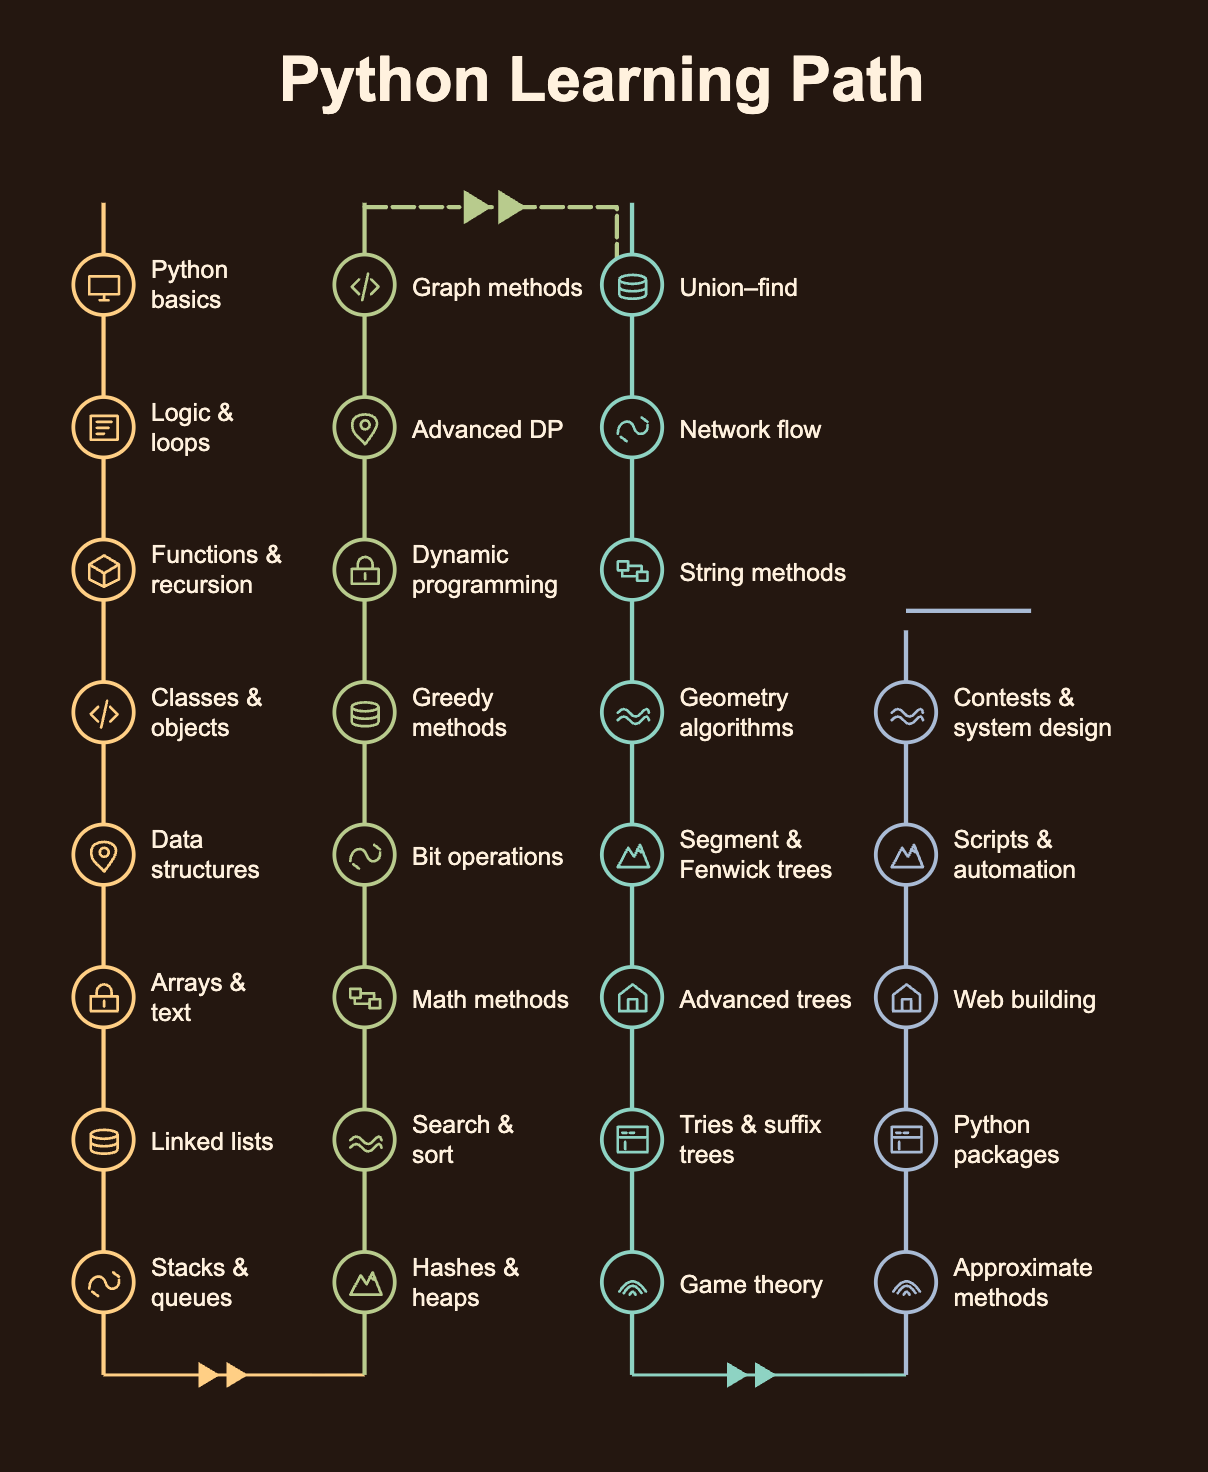 Python Learning Path
Python
basics
Logic &
loops
Functions &
recursion
Classes &
objects
Data
structures
Arrays &
text
Linked lists
Stacks &
queues
Graph methods
Advanced DP
Dynamic
programming
Greedy
methods
Bit operations
Math methods
Search &
sort
Hashes &
heaps
Union–find
Network flow
String methods
Geometry
algorithms
Segment &
Fenwick trees
Advanced trees
Tries & suffix
trees
Game theory
Contests &
system design
Scripts &
automation
Web building
Python
packages
Approximate
methods